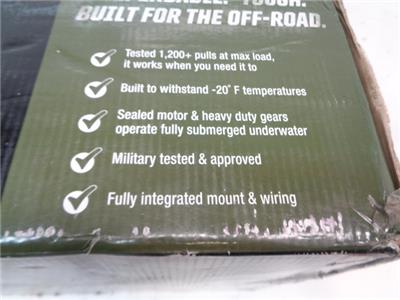 TOUGH.
BUILT FOR THE OFF-ROAD.
Tested 1,200+ pulls at max load,
it works when you need it to
Built to withstand -20° F temperatures
Sealed motor & heavy duty gears
operate fully submerged underwater
Military tested & approved
Fully integrated mount & wiring